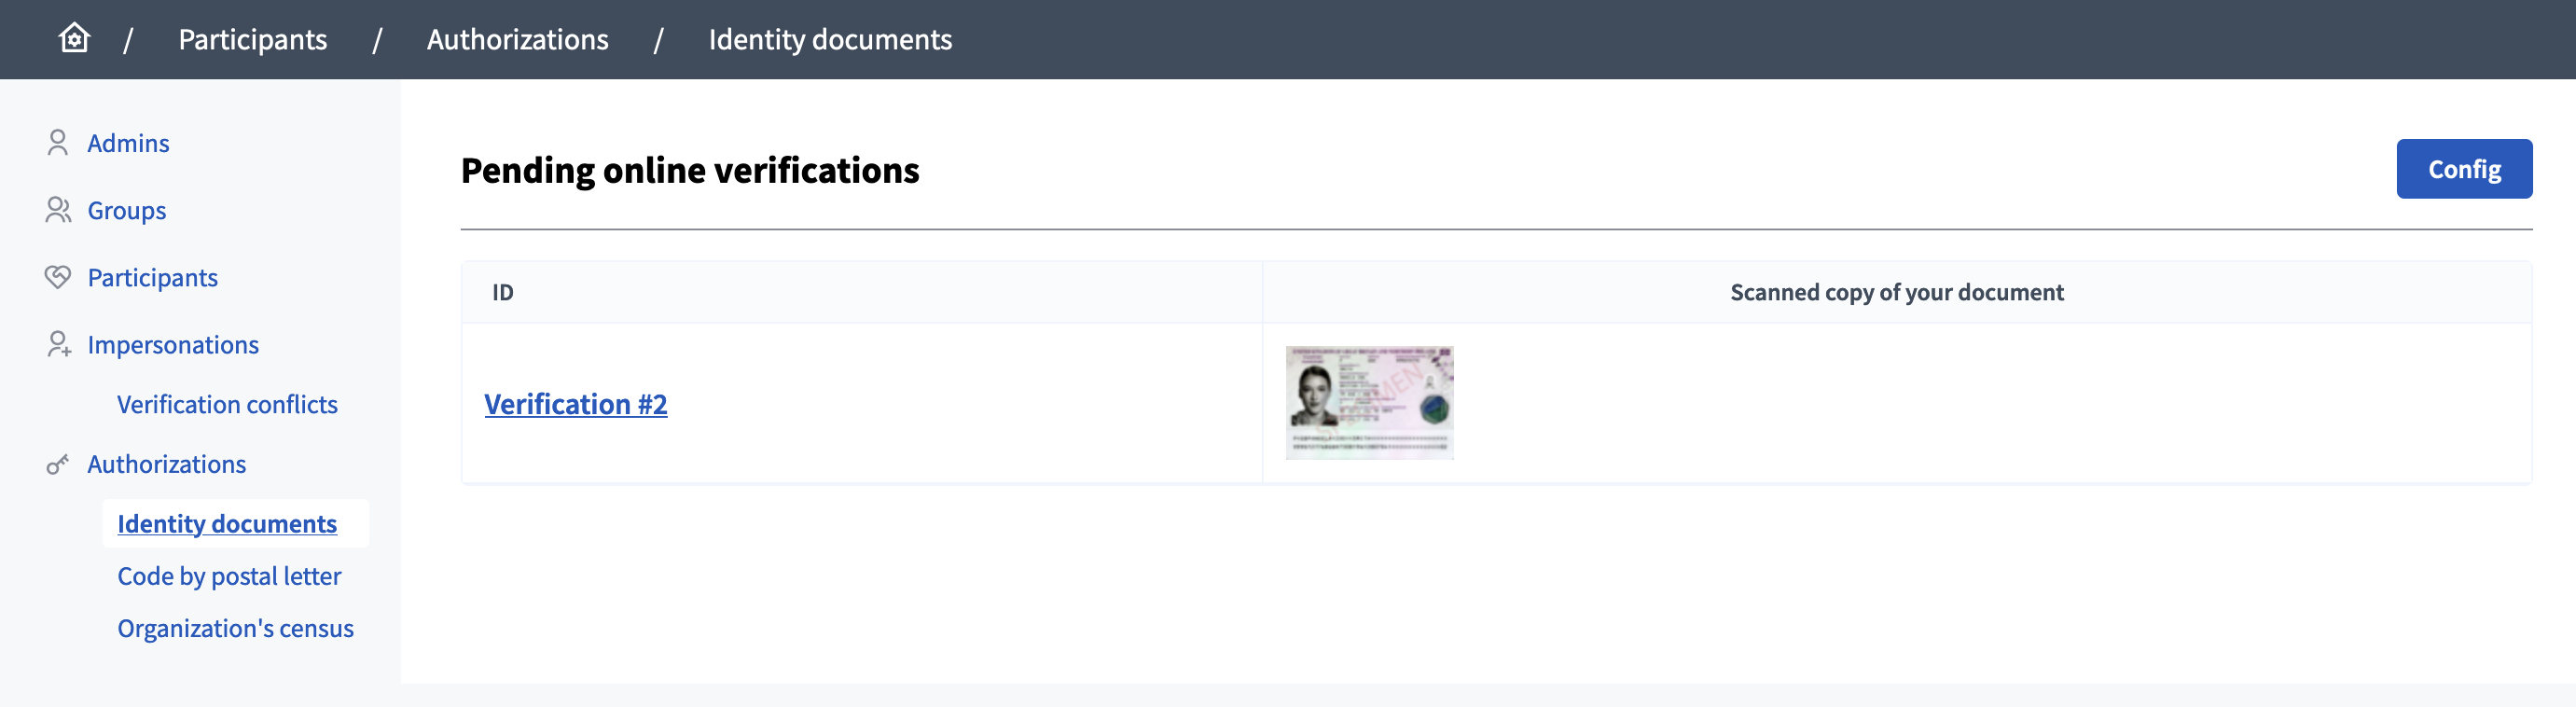 / Participants / Authorizations / Identity documents
Admins
Groups
Participants
Impersonations
Verification conflicts
Authorizations
Identity documents
Code by postal letter
Organization's census
Pending online verifications
Config
ID
Scanned copy of your document
Verification #2
SPECIMEN